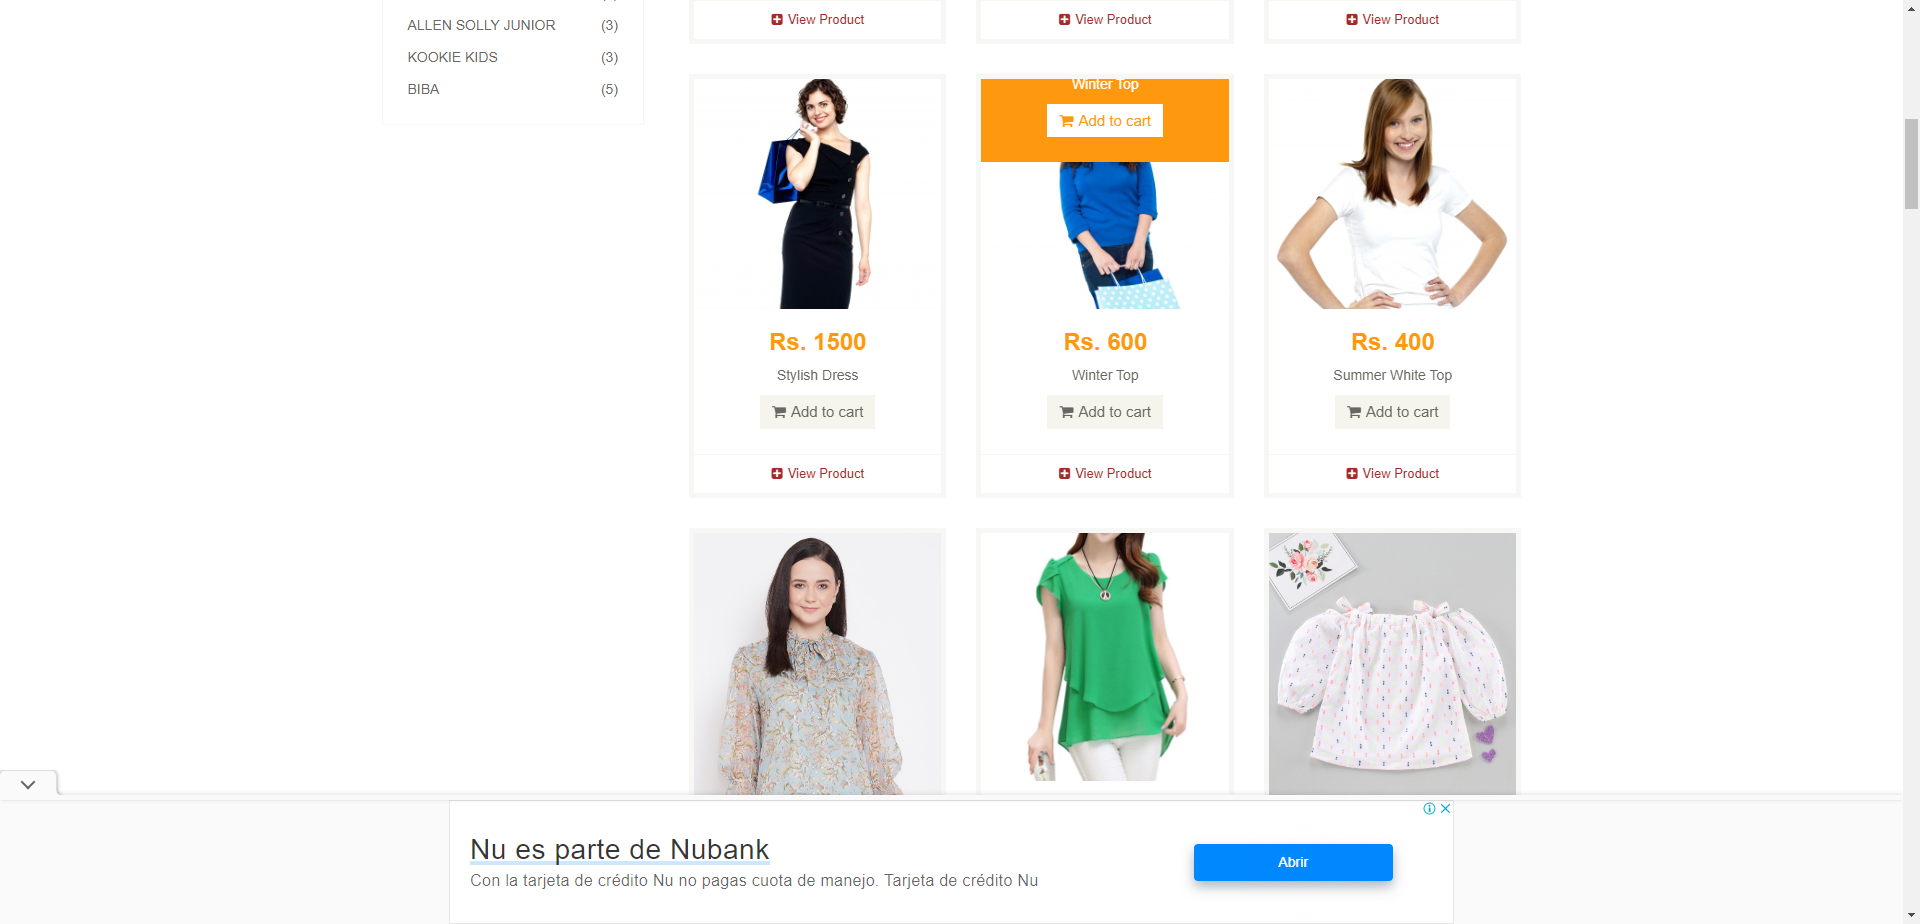 ALLEN SOLLY JUNIOR (3)
KOOKIE KIDS (3)
BIBA (5)
View Product
View Product
View Product
Winter Top
Add to cart
Rs. 1500
Stylish Dress
Add to cart
View Product
Rs. 600
Winter Top
Add to cart
View Product
Rs. 400
Summer White Top
Add to cart
View Product
Nu es parte de Nubank
Con la tarjeta de crédito Nu no pagas cuota de manejo. Tarjeta de crédito Nu
Abrir